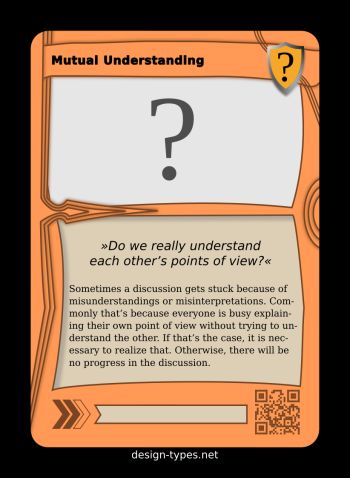 Mutual Understanding
?
?
»Do we really understand
each other’s points of view?«
Sometimes a discussion gets stuck because of
misunderstandings or misinterpretations. Com-
monly that’s because everyone is busy explain-
ing their own point of view without trying to un-
derstand the other. If that’s the case, it is nec-
essary to realize that. Otherwise, there will be
no progress in the discussion.
design-types.net